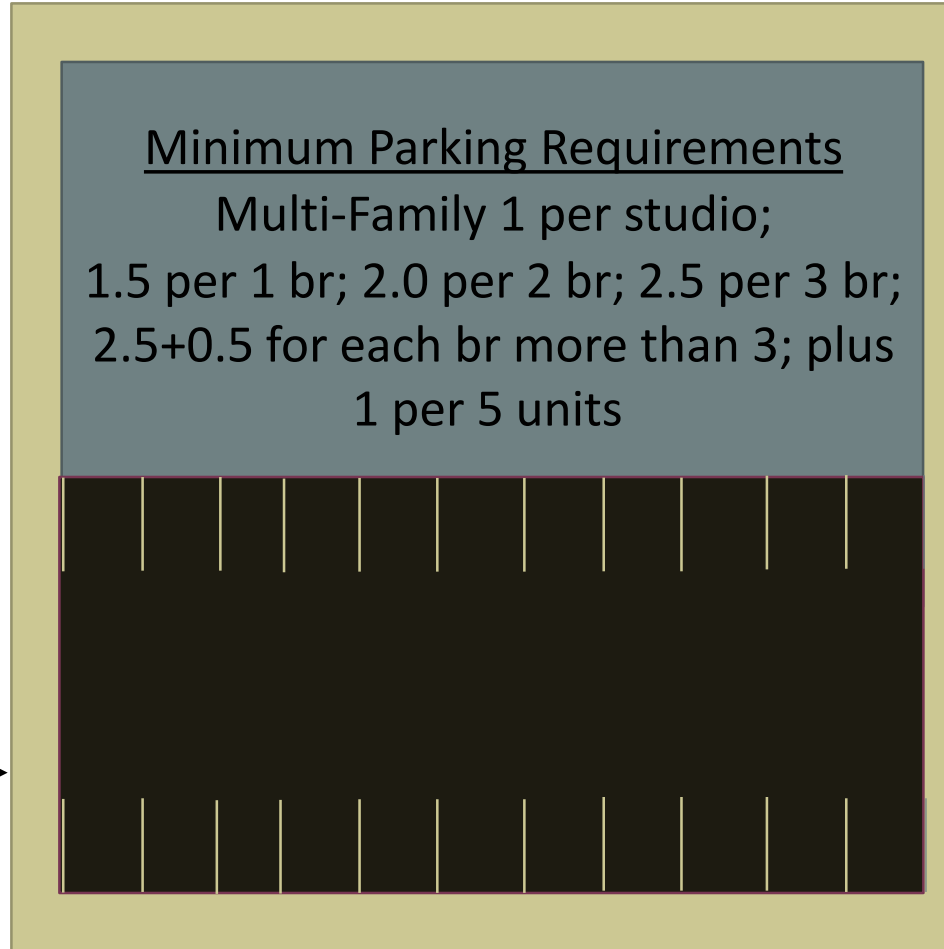 Minimum Parking Requirements
Multi-Family 1 per studio;
1.5 per 1 br; 2.0 per 2 br; 2.5 per 3 br;
2.5+0.5 for each br more than 3; plus
1 per 5 units